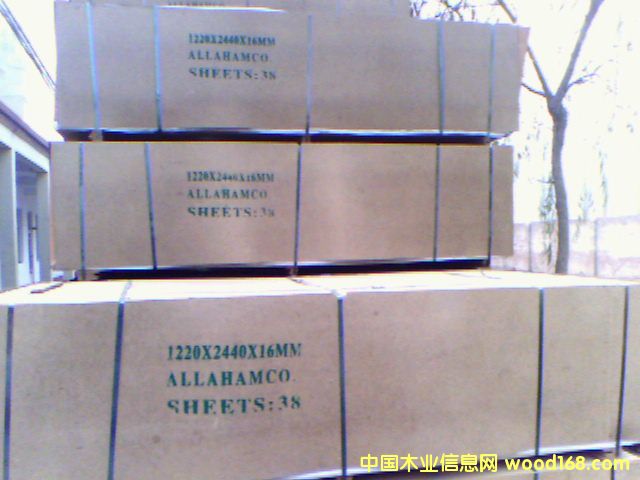 1220X2440X16MM
ALLAHAMCO
SHEETS:38
1220X2440X16MM
ALLAHAMCO
SHEETS:38
1220X2440X16MM
ALLAHAMCO.
SHEETS:38
中国木业信息网 wood168.com